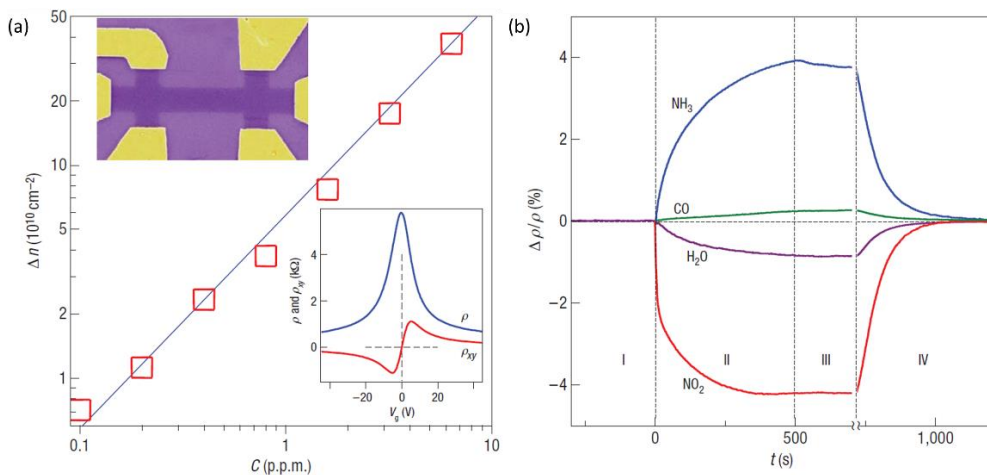 (a)
50
20
10
5
2
1
Δn (10¹⁰ cm⁻²)
0.1
1
10
C (p.p.m.)
ρ and ρxy (kΩ)
4
2
0
ρ
ρxy
−20
0
20
Vg (V)
(b)
4
2
0
−2
−4
Δρ/ρ (%)
NH₃
CO
H₂O
NO₂
I
II
III
IV
0
500
1,000
t (s)